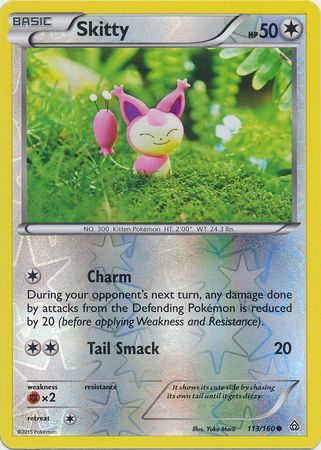 BASIC
Skitty
HP 50
NO. 300 Kitten Pokémon HT: 2'00" WT: 24.3 lbs.
Charm
During your opponent's next turn, any damage done
by attacks from the Defending Pokémon is reduced
by 20 (before applying Weakness and Resistance).
Tail Smack 20
weakness resistance
×2
retreat
It shows its cute side by chasing
its own tail until it gets dizzy.
©2015 Pokémon
Illus. Yuka Morii 113/160